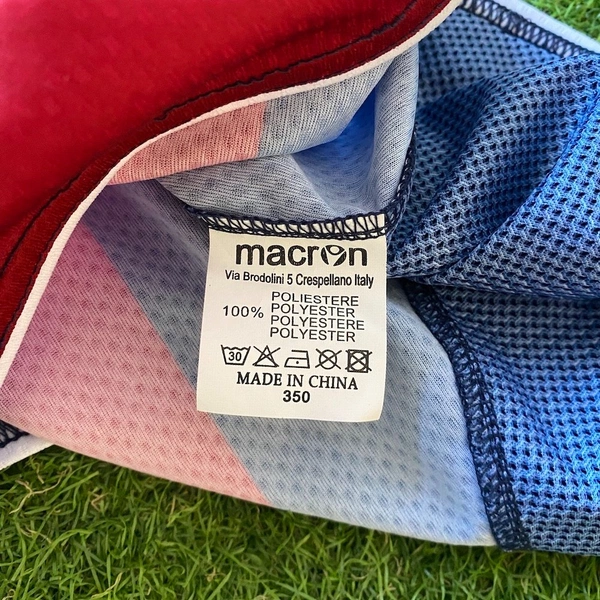 macron
Via Brodolini 5 Crespellano Italy
POLIESTERE
100% POLYESTER
POLYESTERE
POLYESTER
30
MADE IN CHINA
350